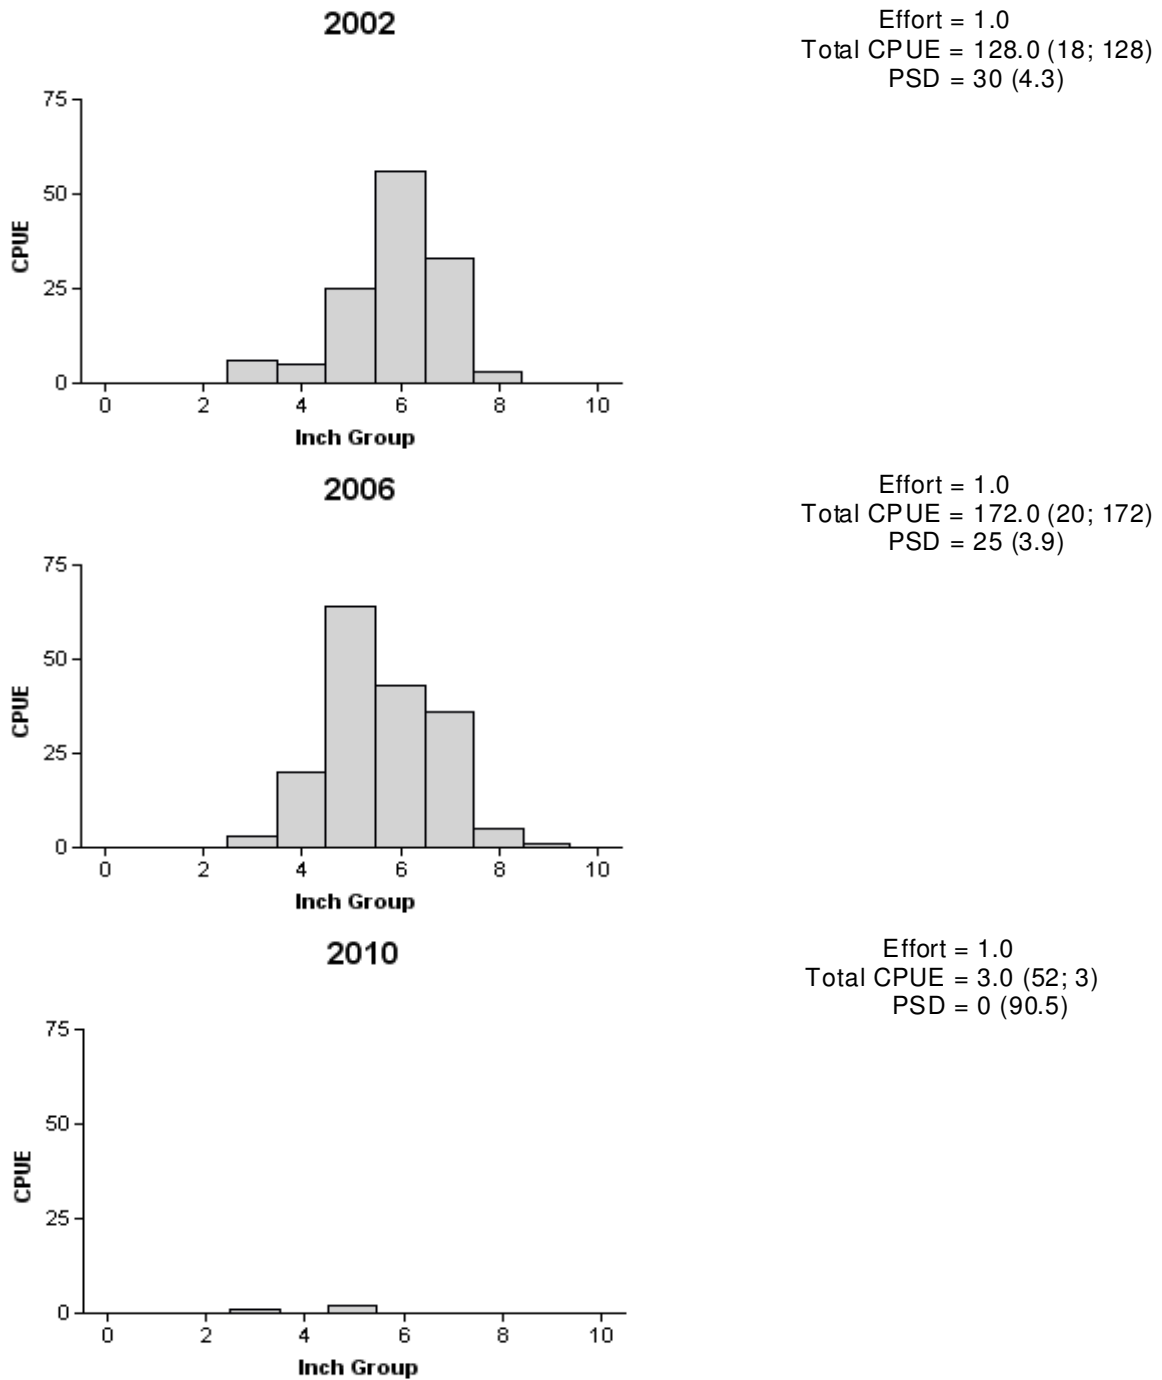 2002
Effort = 1.0
Total CPUE = 128.0 (18; 128)
PSD = 30 (4.3)
75
50
25
0
CPUE
0 2 4 6 8 10
Inch Group
2006
Effort = 1.0
Total CPUE = 172.0 (20; 172)
PSD = 25 (3.9)
75
50
25
0
CPUE
0 2 4 6 8 10
Inch Group
2010
Effort = 1.0
Total CPUE = 3.0 (52; 3)
PSD = 0 (90.5)
75
50
25
0
CPUE
0 2 4 6 8 10
Inch Group